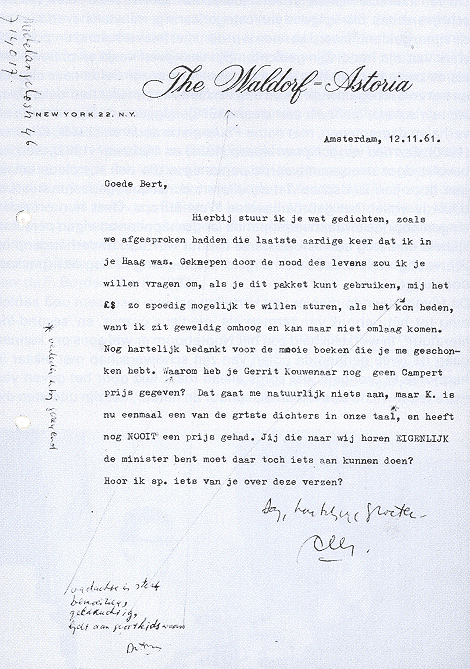 Michelangelostr 46
714017.
The Waldorf=Astoria
NEW YORK 22, N.Y.
Amsterdam, 12.11.61.
Goede Bert,
Hierbij stuur ik je wat gedichten, zoals
we afgesproken hadden die laatste aardige keer dat ik in
je Haag was. Geknepen door de nood des levens zou ik je
willen vragen om, als je dit pakket kunt gebruiken, mij het
£$ zo spoedig mogelijk te willen sturen, als het kon heden,
want ik zit geweldig omhoog en kan maar niet omlaag komen.
Nog hartelijk bedankt voor de mooie boeken die je me geschon-
ken hebt. Waarom heb je Gerrit Kouwenaar nog geen Campert
prijs gegeven? Dat gaat me natuurlijk niets aan, maar K. is
nu eenmaal een van de grtste dichters in onze taal, en heeft
nog NOOIT een prijs gehad. Jij die naar wij horen EIGENLIJK
de minister bent moet daar toch iets aan kunnen doen?
Hoor ik sp. iets van je over deze verzen?
Dag, hartelijke groeten